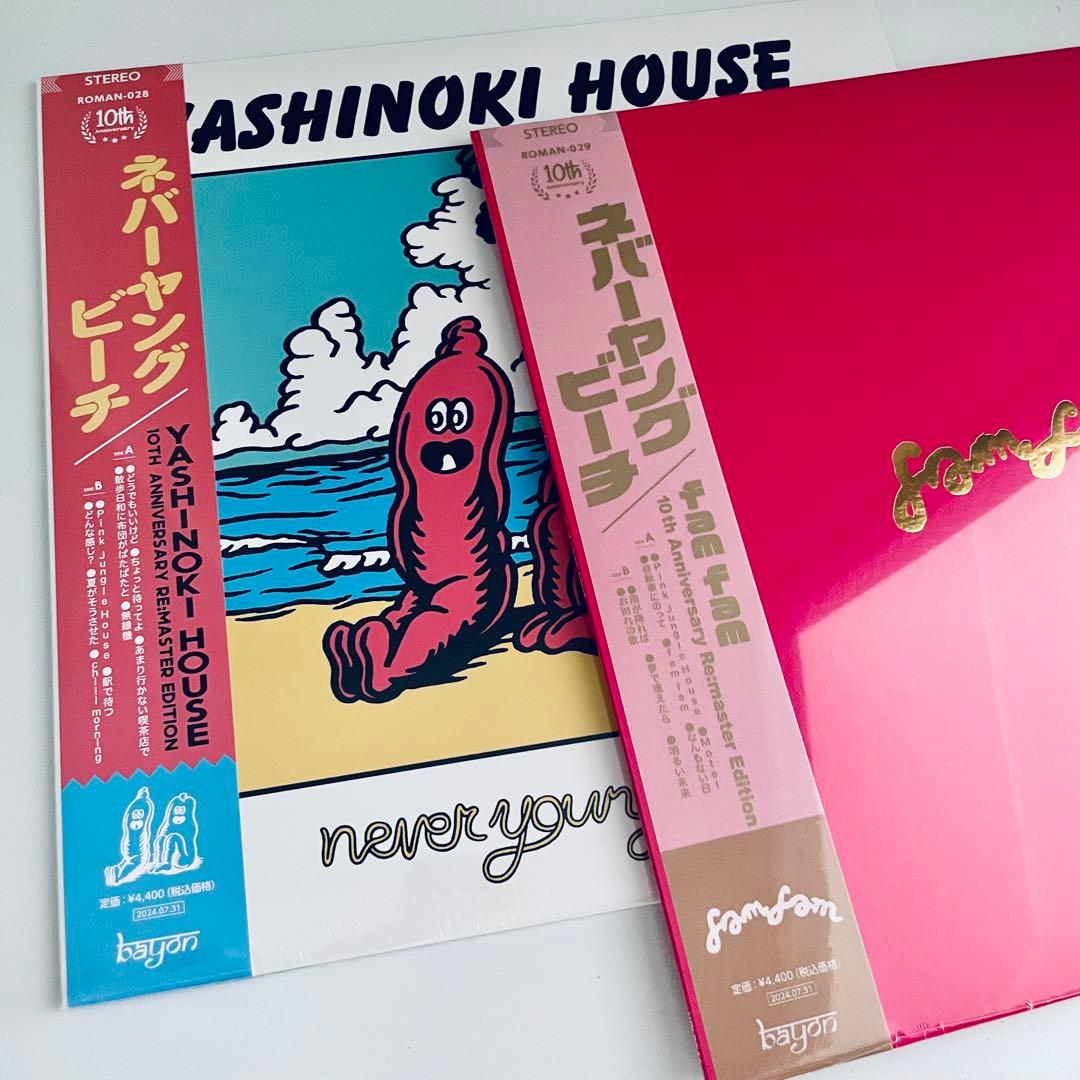 YASHINOKI HOUSE
STEREO
ROMAN-028
10th
Anniversary
ネバーヤング
ビーチ
YASHINOKI HOUSE
10TH ANNIVERSARY RE:MASTER EDITION
SIDE A
●どうでもいいけど ●ちょっと待ってよ ●あまり行かない喫茶店で
●散歩日和に布団がぱたぱたと ●無線機
SIDE B
●Pink Jungle House ●駅で待つ
●どんな感じ? ●夏がそうさせた ●chill morning
定価:¥4,400(税込価格)
2024.07.31
bayon
never young
STEREO
ROMAN-029
10th
Anniversary
ネバーヤング
ビーチ
fam fam
10th Anniversary Re:master Edition
SIDE A
●Pink Jungle House ●Motel
●自転車にのって ●fam fam ●なんもない日
SIDE B
●雨が降れば ●夢で逢えたら ●明るい未来
●お別れの歌
fam fam
定価:¥4,400(税込価格)
2024.07.31
bayon
fam f